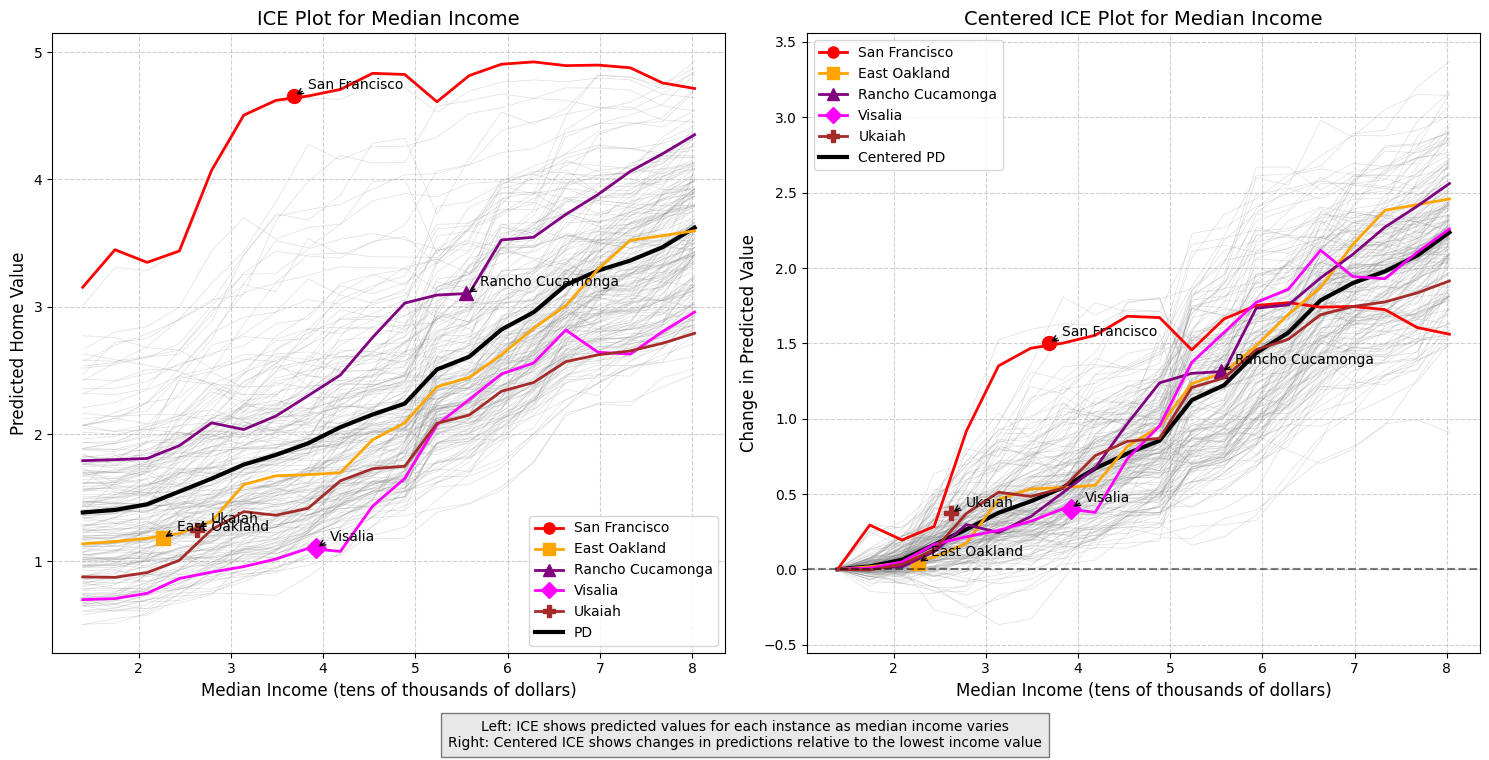 ICE Plot for Median Income
Predicted Home Value
5
4
3
2
1
San Francisco
Rancho Cucamonga
Ukaiah
East Oakland
Visalia
San Francisco
East Oakland
Rancho Cucamonga
Visalia
Ukaiah
PD
2 3 4 5 6 7 8
Median Income (tens of thousands of dollars)
Centered ICE Plot for Median Income
Change in Predicted Value
3.5
3.0
2.5
2.0
1.5
1.0
0.5
0.0
−0.5
San Francisco
East Oakland
Rancho Cucamonga
Visalia
Ukaiah
Centered PD
San Francisco
Rancho Cucamonga
Ukaiah
Visalia
East Oakland
2 3 4 5 6 7 8
Median Income (tens of thousands of dollars)
Left: ICE shows predicted values for each instance as median income varies
Right: Centered ICE shows changes in predictions relative to the lowest income value